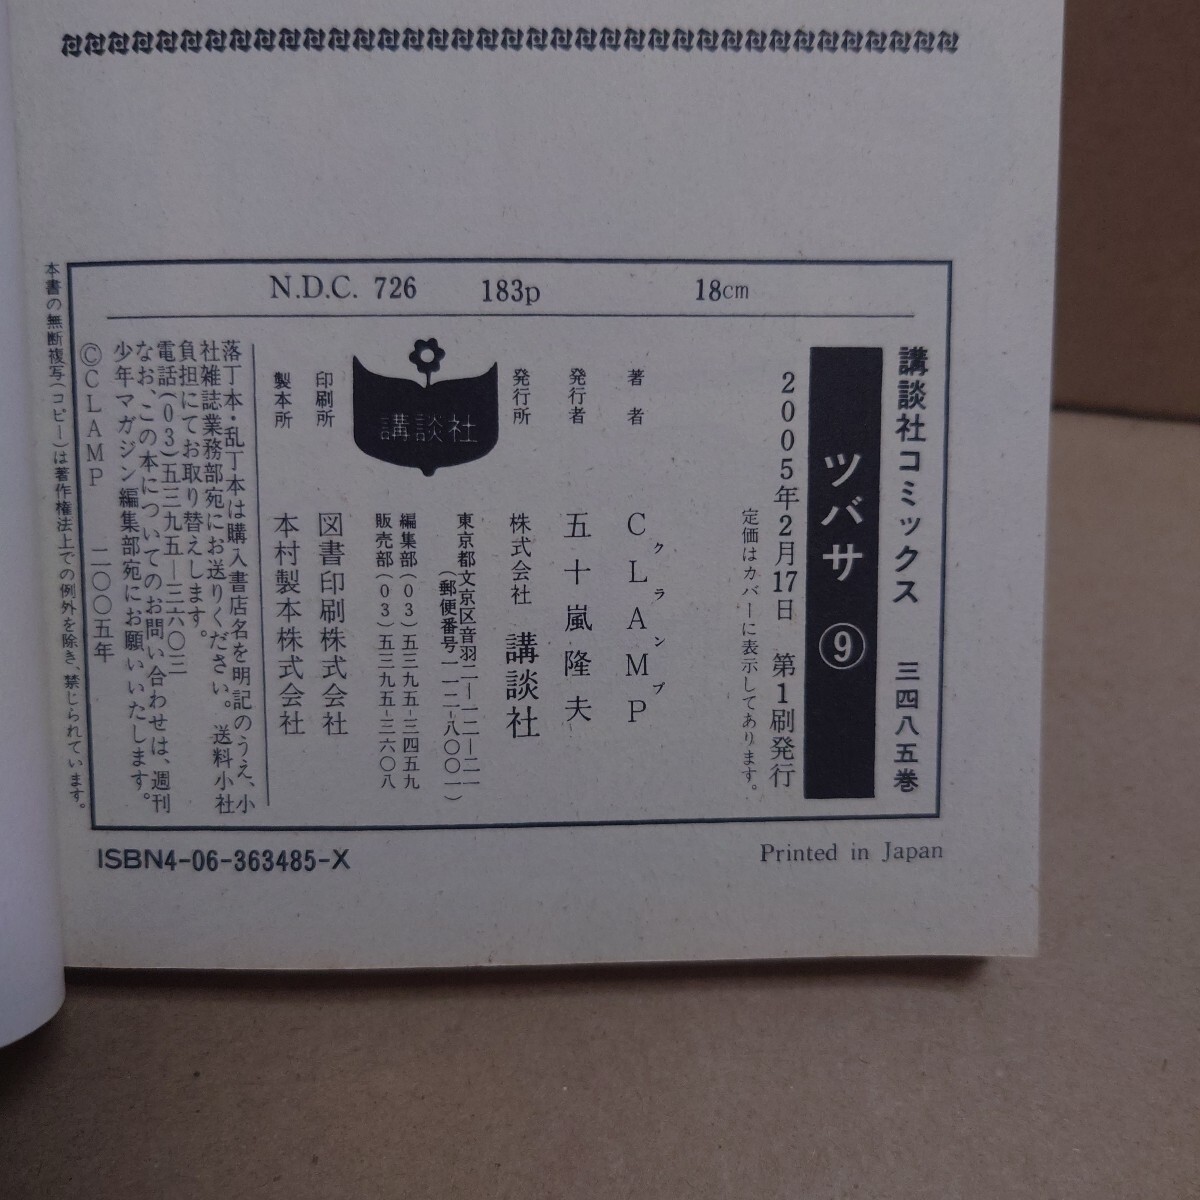 N.D.C. 726 183p 18cm
講談社コミックス 三四八五巻
ツバサ ⑨
2005年2月17日 第1刷発行
定価はカバーに表示してあります。
著者 CLAMP
クランプ
発行者 五十嵐隆夫
発行所 株式会社 講談社
東京都文京区音羽二-一二-二一
(郵便番号一一二-八〇〇一)
編集部(03)五三九五-三四五九
販売部(03)五三九五-三六〇八
講談社
印刷所 図書印刷株式会社
製本所 本村製本株式会社
落丁本・乱丁本は購入書店名を明記のうえ、小
社雑誌業務部宛にお送りください。送料小社
負担にてお取り替えします。
電話(03)五三九五-三六〇三
なお、この本についてのお問い合わせは、週刊
少年マガジン編集部宛にお願いいたします。
©CLAMP 二〇〇五年
本書の無断複写(コピー)は著作権法上での例外を除き、禁じられています。
ISBN4-06-363485-X
Printed in Japan